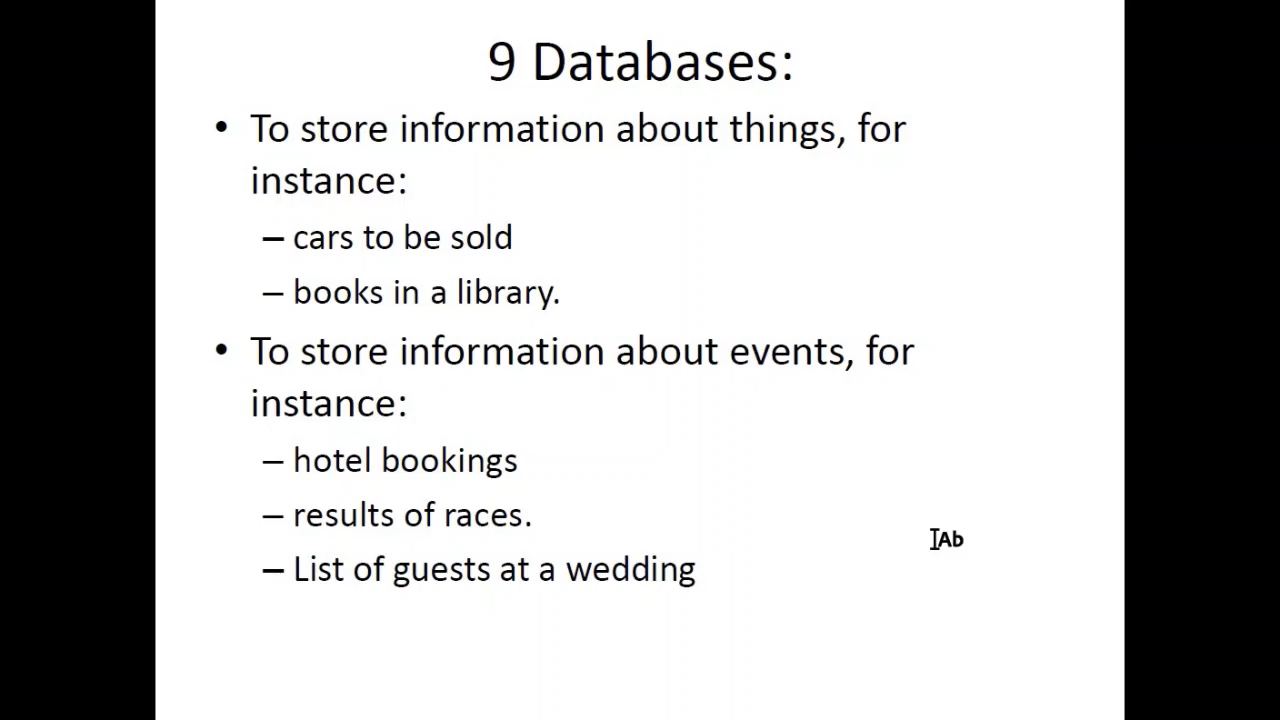 9 Databases:
• To store information about things, for
instance:
– cars to be sold
– books in a library.
• To store information about events, for
instance:
– hotel bookings
– results of races.
Ab
– List of guests at a wedding